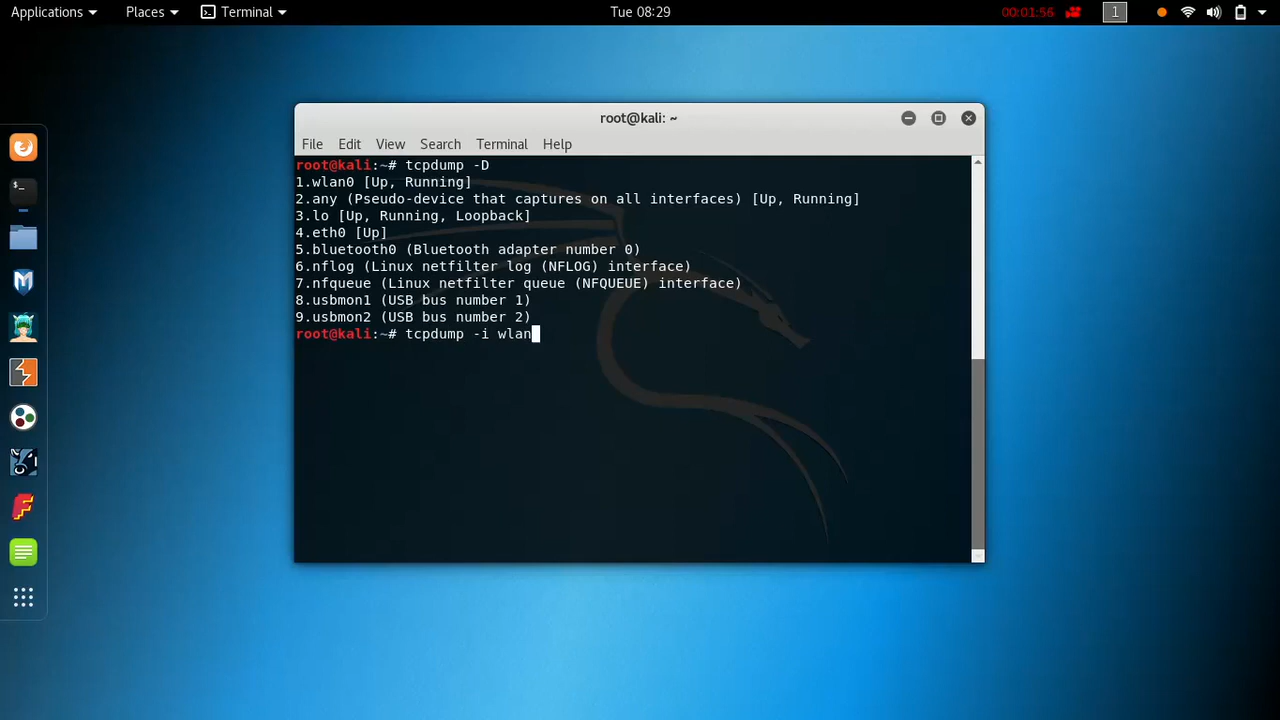 Applications Places Terminal Tue 08:29 00:01:56 1
root@kali: ~
File Edit View Search Terminal Help
root@kali:~# tcpdump -D
1.wlan0 [Up, Running]
2.any (Pseudo-device that captures on all interfaces) [Up, Running]
3.lo [Up, Running, Loopback]
4.eth0 [Up]
5.bluetooth0 (Bluetooth adapter number 0)
6.nflog (Linux netfilter log (NFLOG) interface)
7.nfqueue (Linux netfilter queue (NFQUEUE) interface)
8.usbmon1 (USB bus number 1)
9.usbmon2 (USB bus number 2)
root@kali:~# tcpdump -i wlan